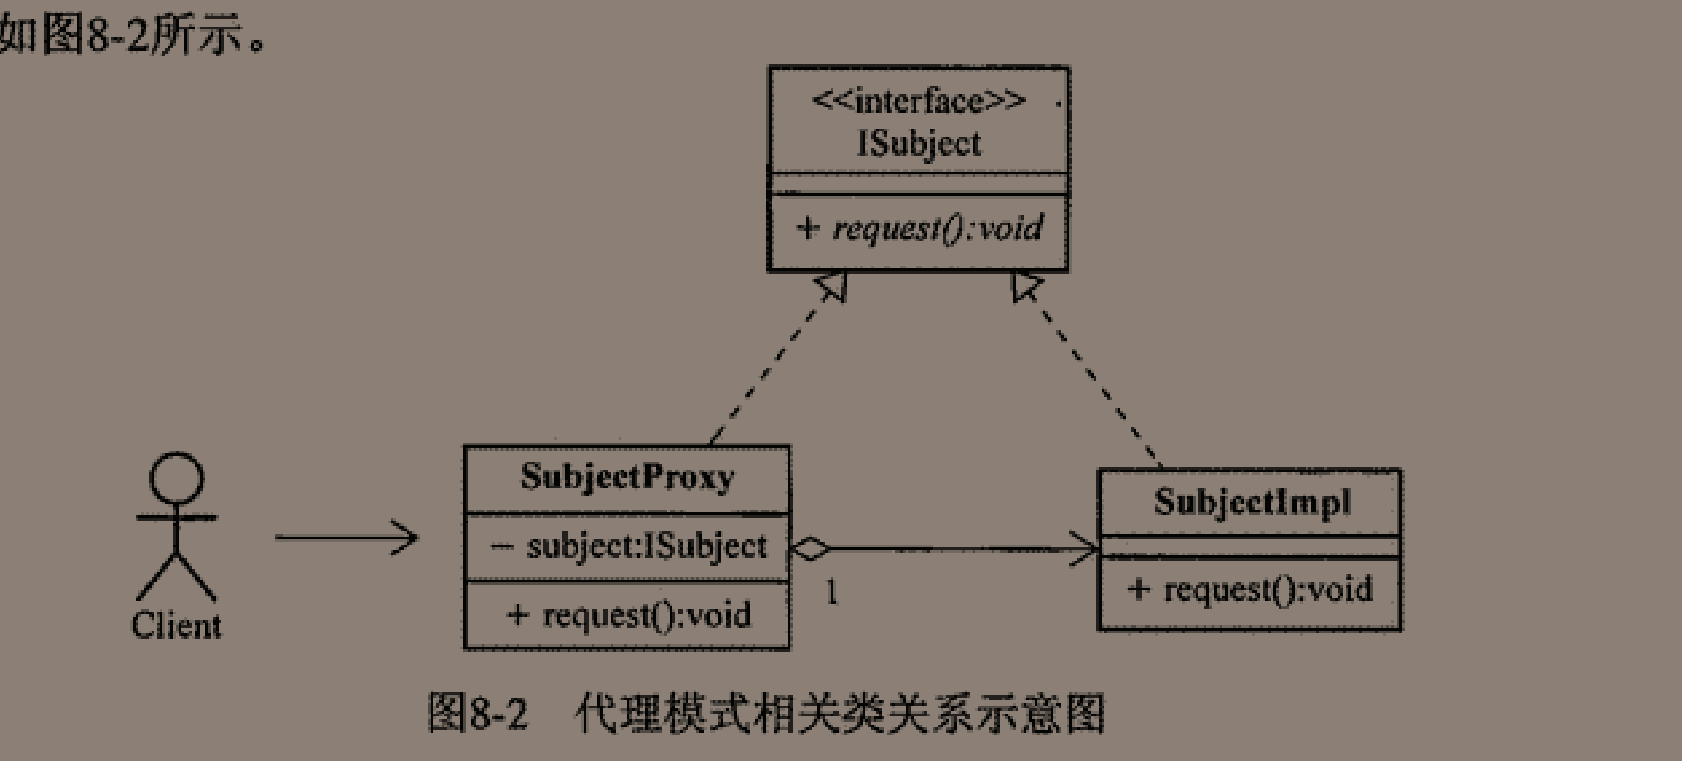 如图8-2所示。
<<interface>>
ISubject
+ request():void
SubjectProxy
- subject:ISubject
+ request():void
1
SubjectImpl
+ request():void
Client
图8-2 代理模式相关类关系示意图